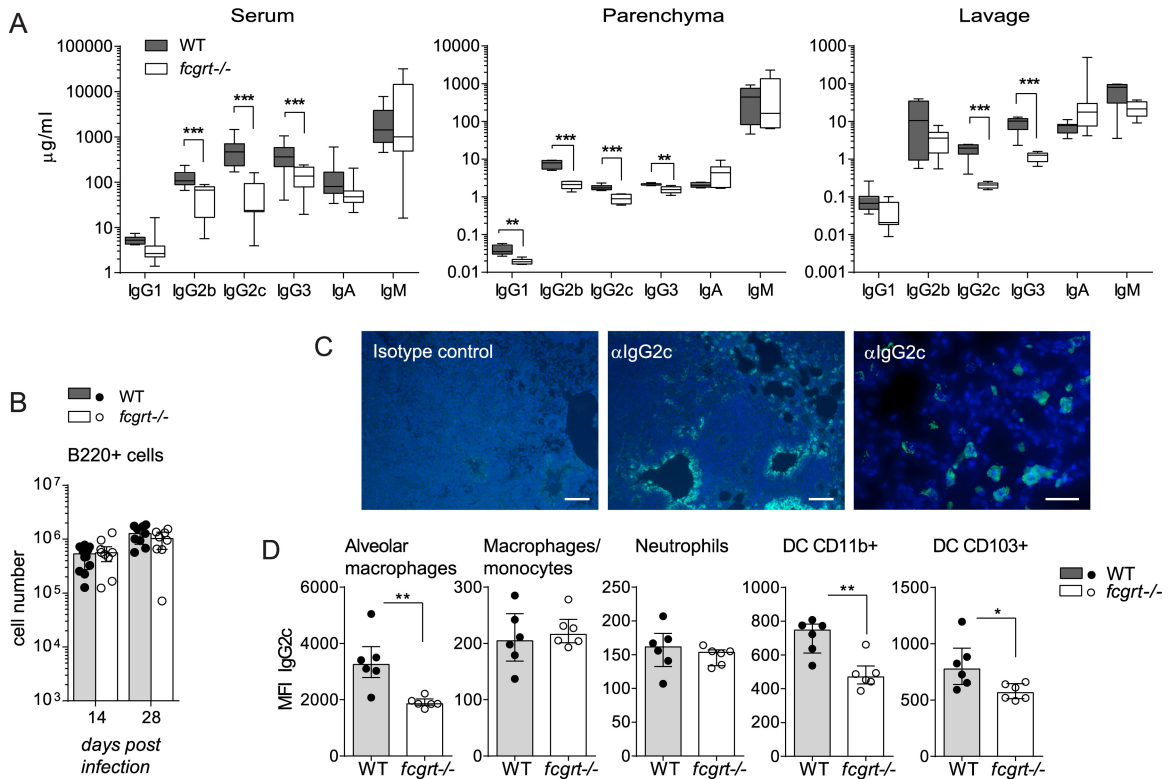 A
Serum
WT
fcgrt-/-
μg/ml
100000
10000
1000
100
10
1
***
***
***
IgG1 IgG2b IgG2c IgG3 IgA IgM
Parenchyma
10000
1000
100
10
1
0.1
0.01
**
***
***
**
IgG1 IgG2b IgG2c IgG3 IgA IgM
Lavage
1000
100
10
1
0.1
0.01
0.001
***
***
IgG1 IgG2b IgG2c IgG3 IgA IgM
B
WT
fcgrt-/-
B220+ cells
cell number
10⁷
10⁶
10⁵
10⁴
10³
14 28
days post
infection
C
Isotype control
αIgG2c
αIgG2c
D
MFI IgG2c
Alveolar
macrophages
6000
4000
2000
0
**
WT fcgrt-/-
Macrophages/
monocytes
300
200
100
0
WT fcgrt-/-
Neutrophils
250
200
150
100
50
0
WT fcgrt-/-
DC CD11b+
1000
800
600
400
200
0
**
WT fcgrt-/-
DC CD103+
1500
1000
500
0
*
WT fcgrt-/-
WT
fcgrt-/-